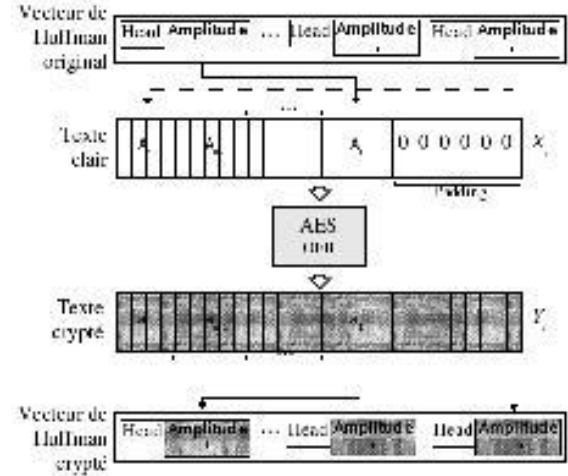 Vecteur de
Huffman
original
Head Amplitude ... Head Amplitude Head Amplitude
...
Texte
clair
A A A 0 0 0 0 0 0 X
Padding
AES
OFB
Texte
crypté
Y
...
Vecteur de
Huffman
crypté
Head Amplitude ... Head Amplitude Head Amplitude